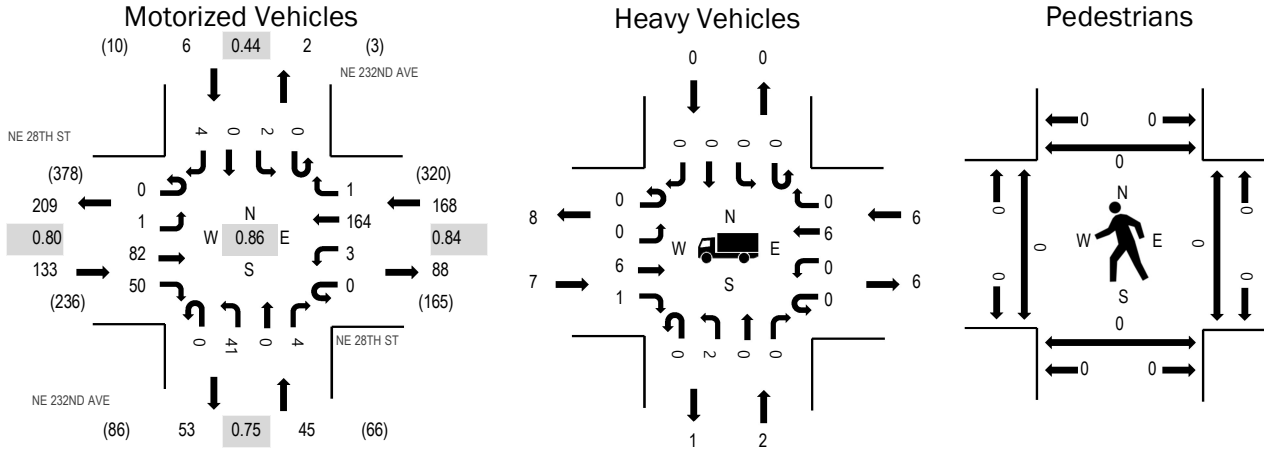 Motorized Vehicles
(10) 6 0.44 2 (3)
NE 232ND AVE
NE 28TH ST
4 0 2 0
(378) (320)
0 1
209 168
1 164
N
0.80 W 0.86 E 0.84
82 3
S
133 88
50 0
(236) (165)
0 41 0 4
NE 28TH ST
NE 232ND AVE
(86) 53 0.75 45 (66)
Heavy Vehicles
0 0
0 0 0 0
0 0
8 6
0 6
N
W E
6 0
S
7 6
1 0
0 2 0 0
1 2
Pedestrians
0 0
0
N
0 0
W E
0 0
0 0
S
0
0 0